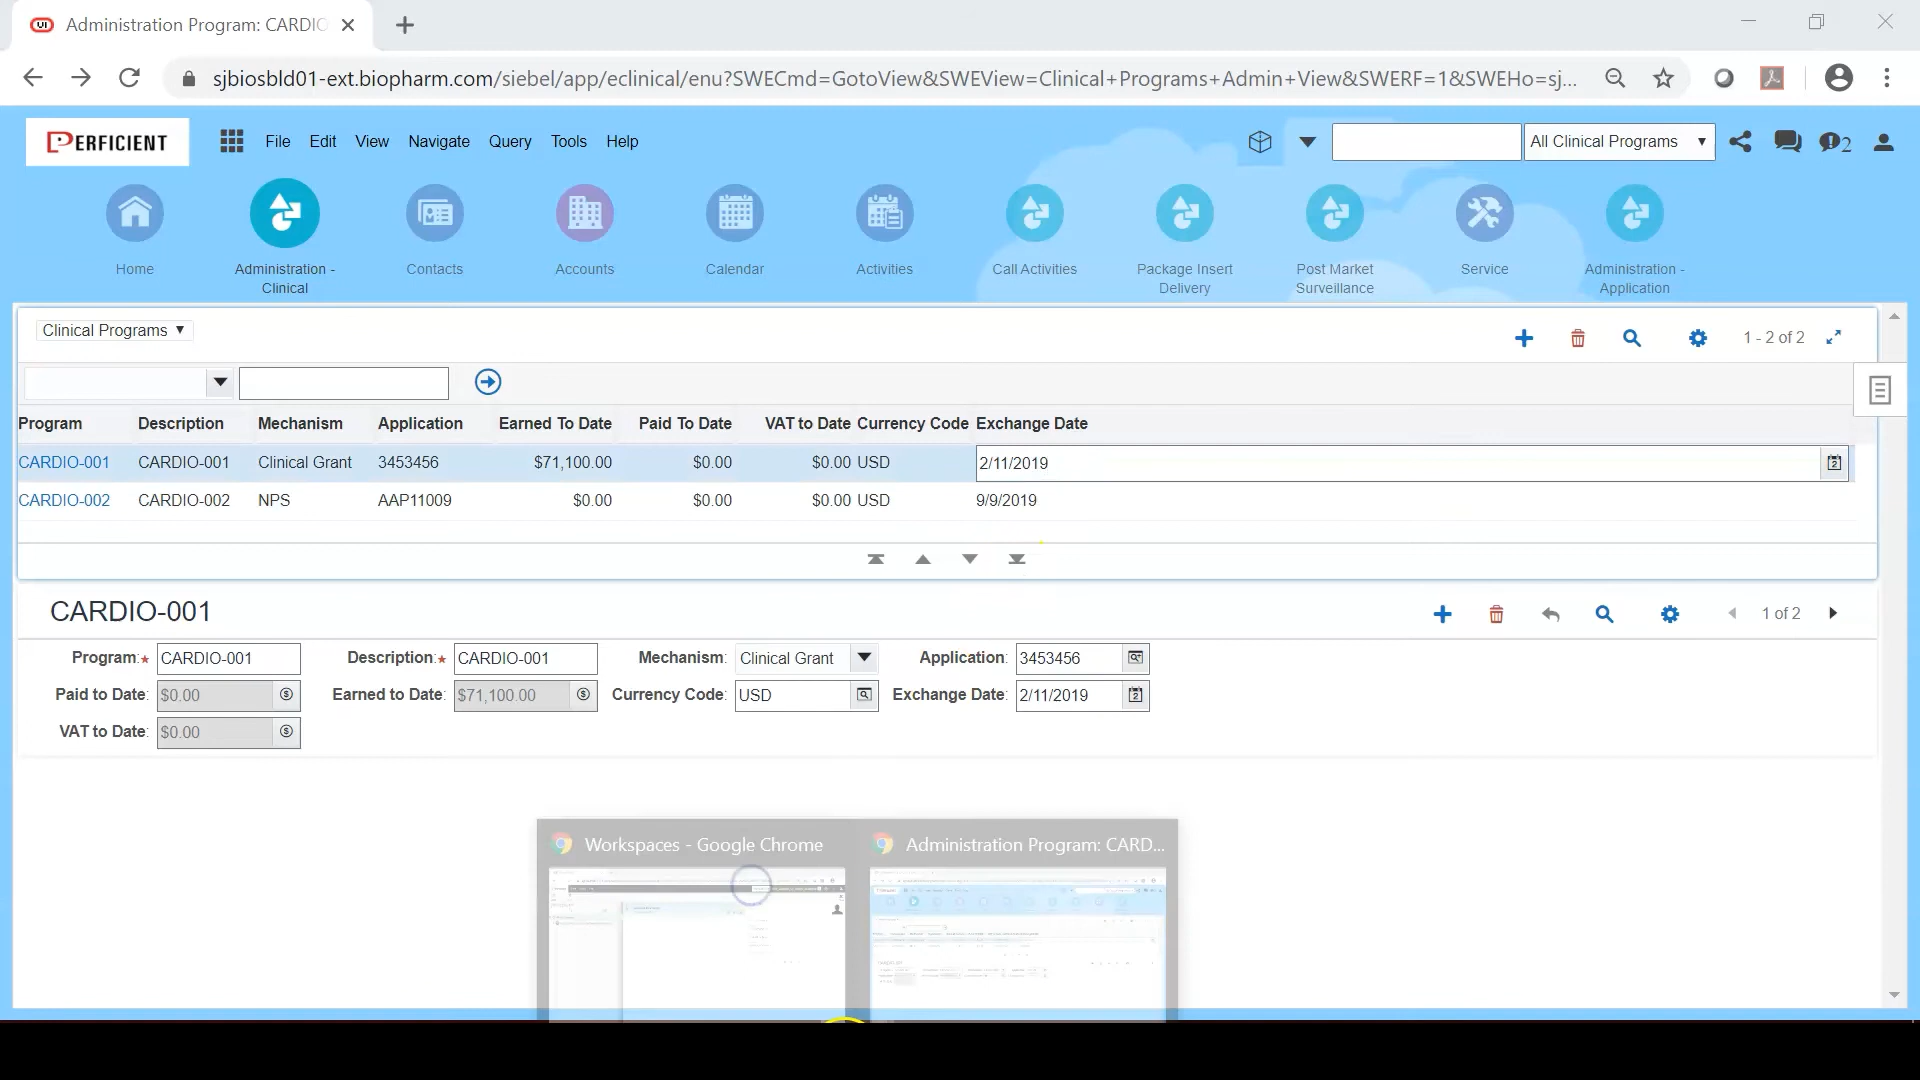 Administration Program: CARDIO
sjbiosbld01-ext.biopharm.com/siebel/app/eclinical/enu?SWECmd=GotoView&SWEView=Clinical+Programs+Admin+View&SWERF=1&SWEHo=sj...
PERFICIENT
File Edit View Navigate Query Tools Help
All Clinical Programs
2
Home
Administration - Clinical
Contacts
Accounts
Calendar
Activities
Call Activities
Package Insert Delivery
Post Market Surveillance
Service
Administration - Application
Clinical Programs
1 - 2 of 2
Program Description Mechanism Application Earned To Date Paid To Date VAT to Date Currency Code Exchange Date
CARDIO-001 CARDIO-001 Clinical Grant 3453456 $71,100.00 $0.00 $0.00 USD 2/11/2019
CARDIO-002 CARDIO-002 NPS AAP11009 $0.00 $0.00 $0.00 USD 9/9/2019
CARDIO-001
1 of 2
Program:★ CARDIO-001 Description:★ CARDIO-001 Mechanism: Clinical Grant Application: 3453456
Paid to Date: $0.00 Earned to Date: $71,100.00 Currency Code: USD Exchange Date: 2/11/2019
VAT to Date: $0.00
Workspaces - Google Chrome
Administration Program: CARD...